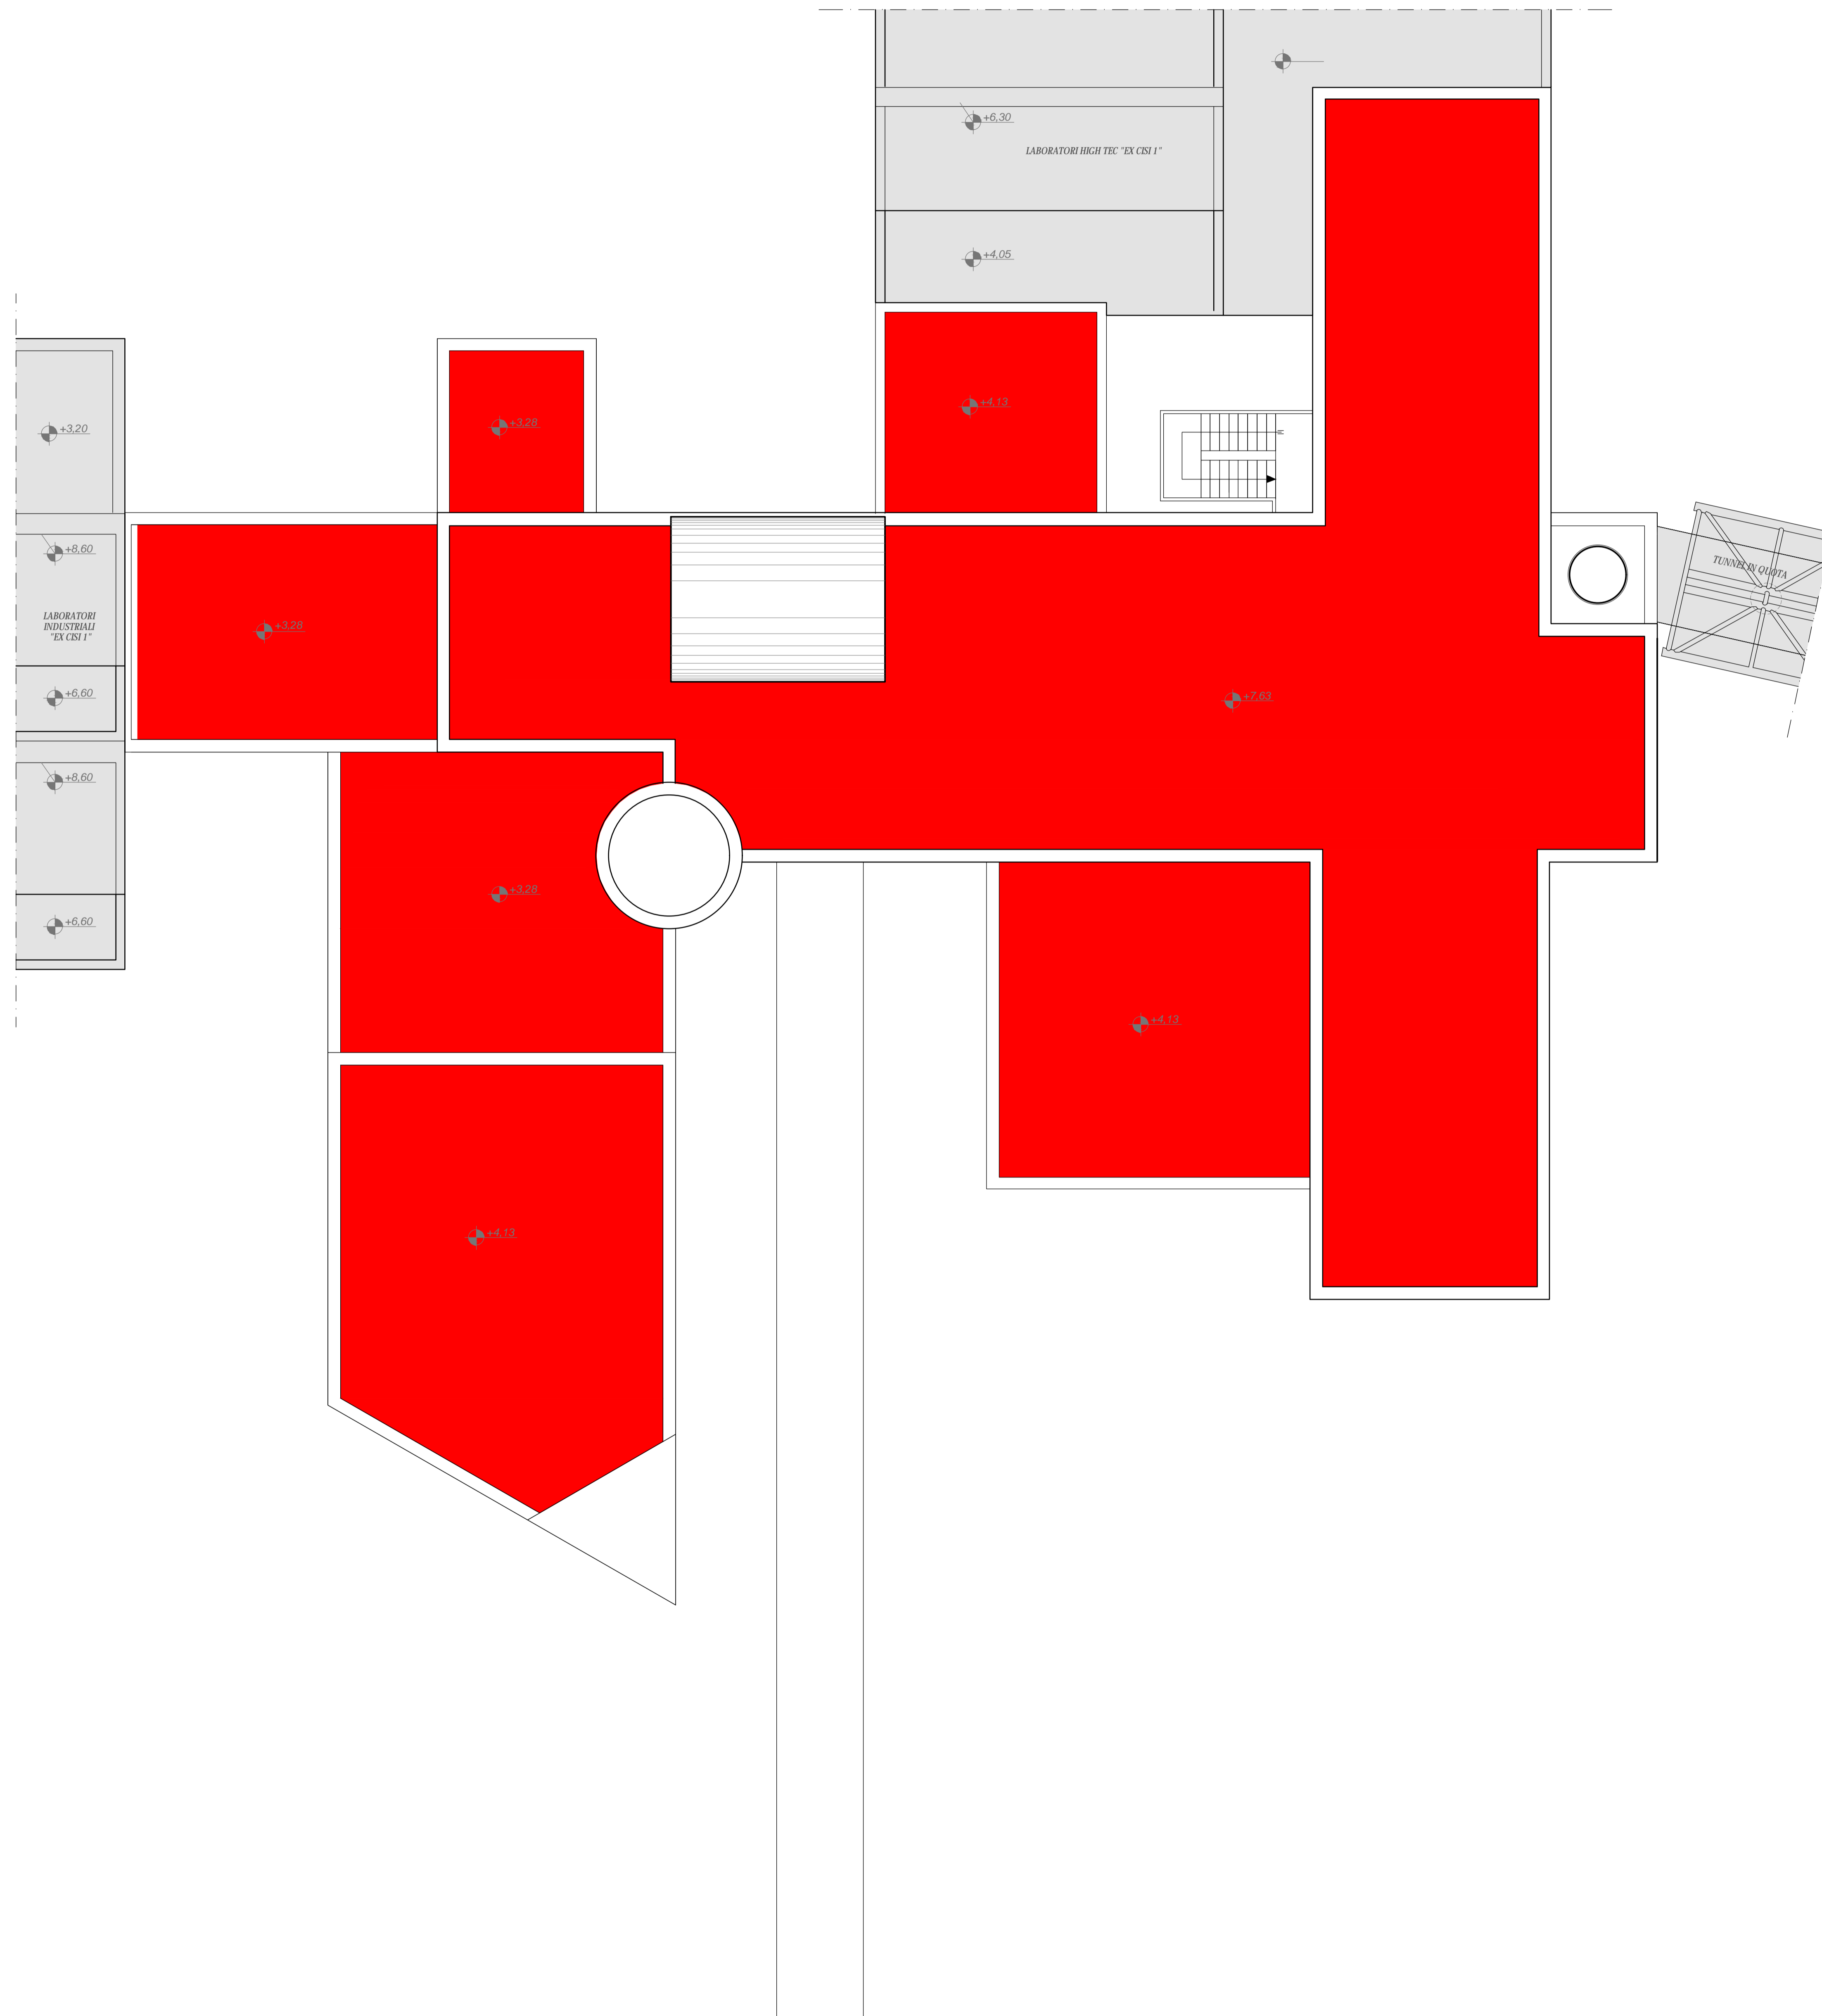 +6,30
LABORATORI HIGH TEC "EX CISI 1"
+4,05
+4,13
+3,28
+3,20
+8,60
TUNNEL IN QUOTA
LABORATORI
INDUSTRIALI
"EX CISI 1"
+3,28
+6,60
+7,63
+8,60
+3,28
+6,60
+4,13
+4,13